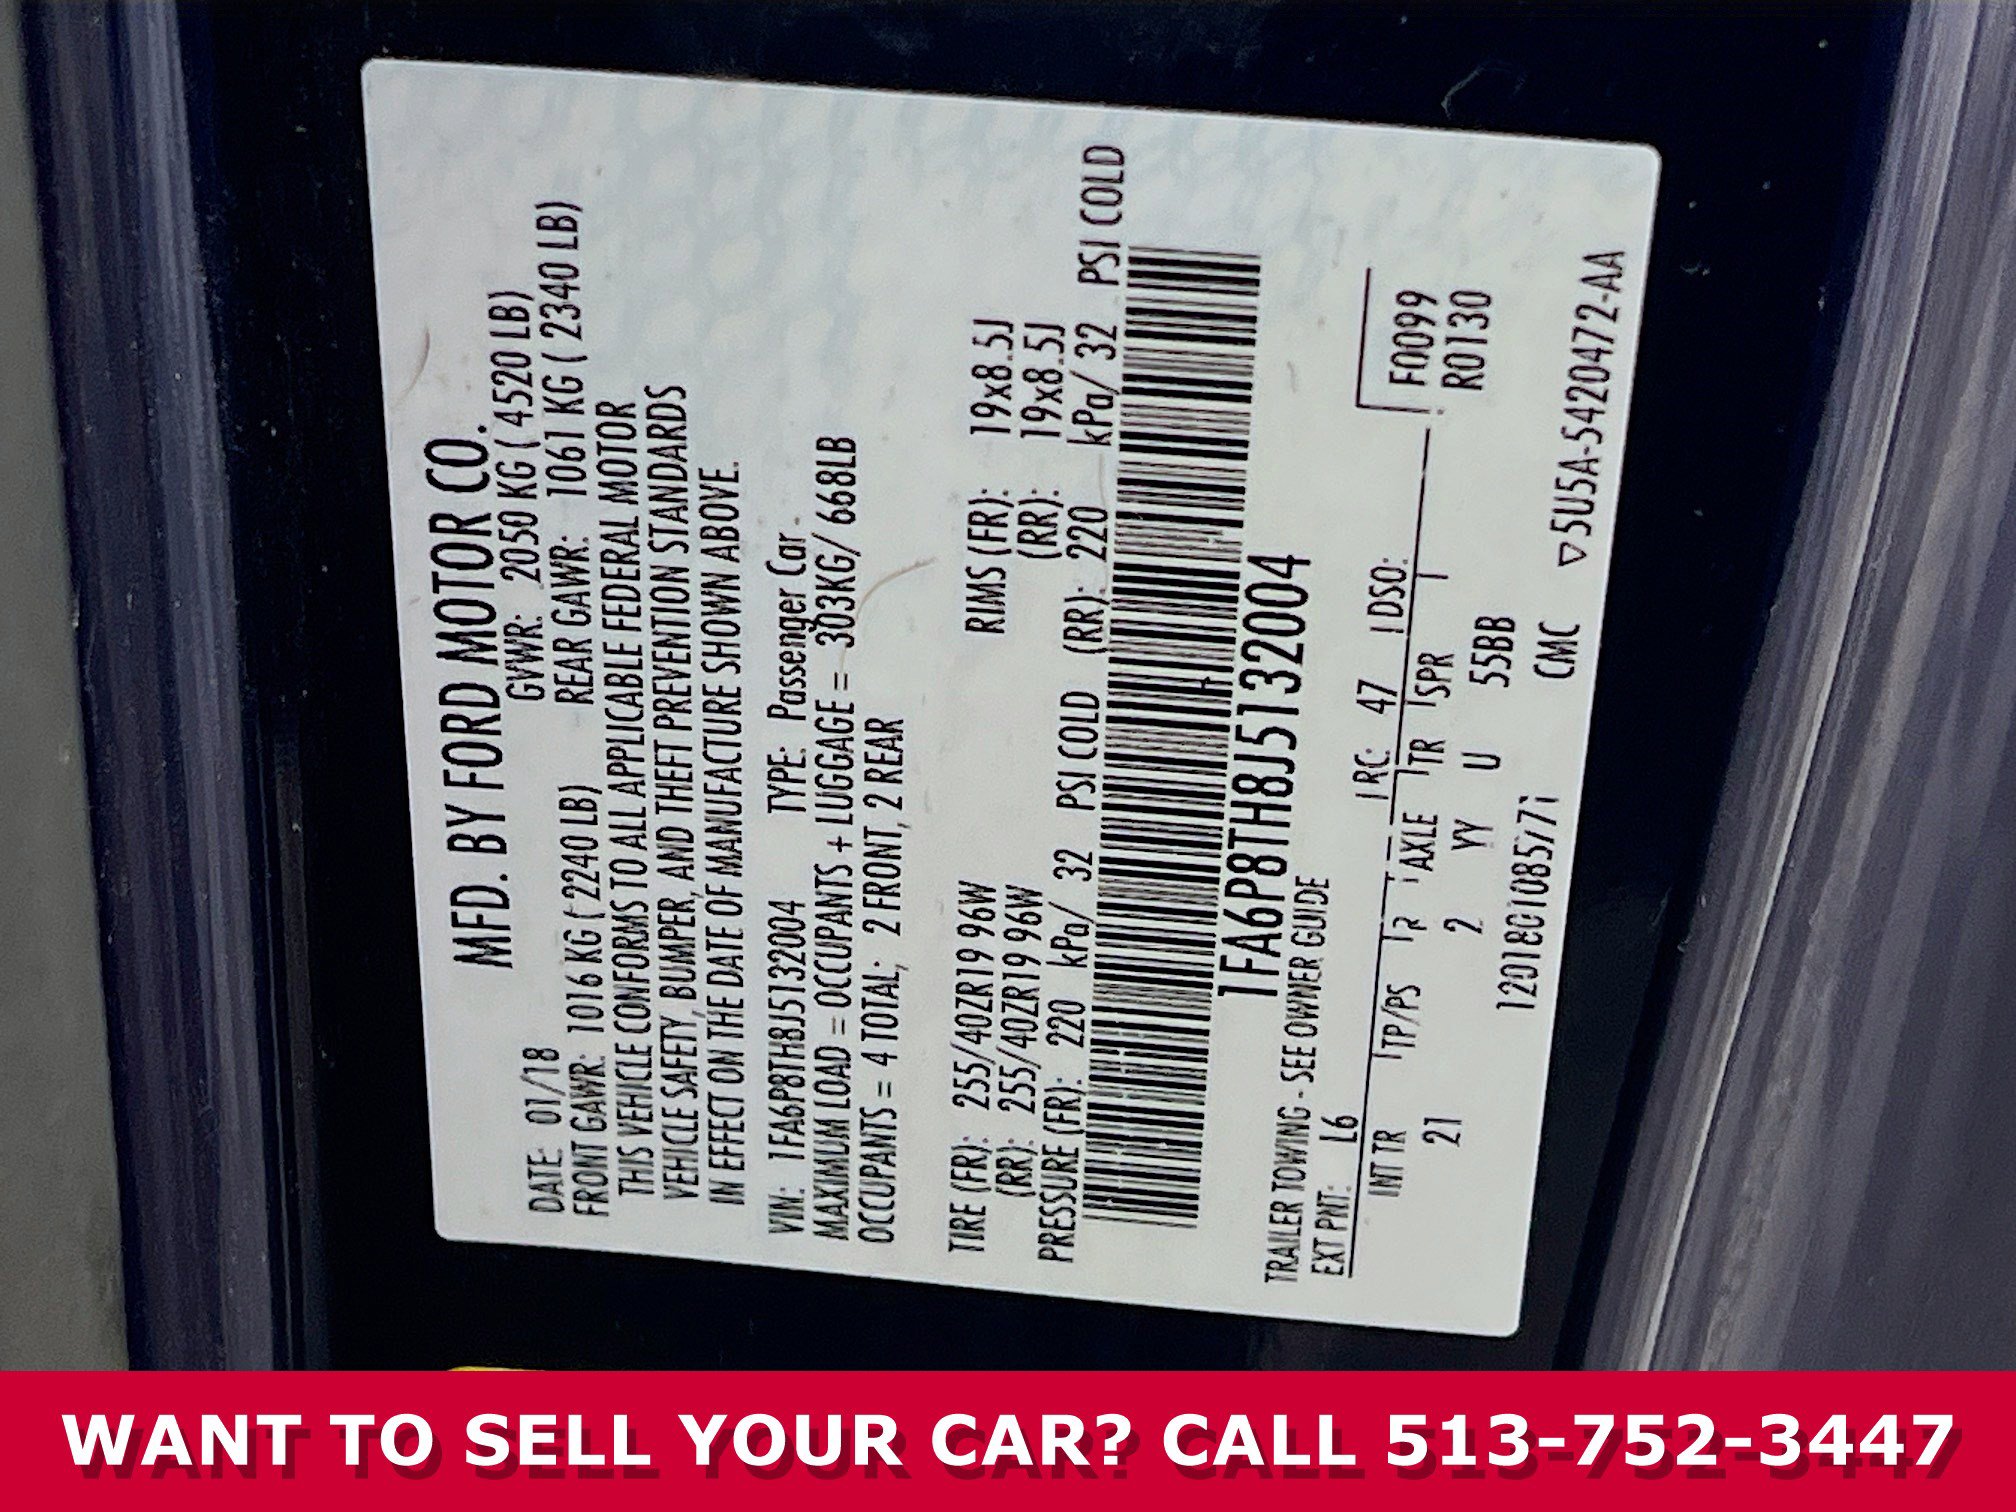 MFD. BY FORD MOTOR CO.
DATE: 01/18 GVWR: 2050 KG ( 4520 LB)
FRONT GAWR: 1016 KG ( 2240 LB) REAR GAWR: 1061 KG ( 2340 LB)
THIS VEHICLE CONFORMS TO ALL APPLICABLE FEDERAL MOTOR
VEHICLE SAFETY, BUMPER, AND THEFT PREVENTION STANDARDS
IN EFFECT ON THE DATE OF MANUFACTURE SHOWN ABOVE.
VIN: 1FA6P8TH8J5132004 TYPE: Passenger Car
MAXIMUM LOAD = OCCUPANTS + LUGGAGE = 303KG/ 668LB
OCCUPANTS = 4 TOTAL; 2 FRONT, 2 REAR
TIRE (FR): 255/40ZR19 96W RIMS (FR): 19x8.5J
(RR): 255/40ZR19 96W (RR): 19x8.5J
PRESSURE (FR): 220 kPa/ 32 PSI COLD (RR): 220 kPa/ 32 PSI COLD
1FA6P8TH8J5132004
TRAILER TOWING - SEE OWNER GUIDE
EXT PNT: L6 RC: 47 DSO:
INT TR TP/PS R AXLE TR SPR
F0099
21 2 YY U 55BB
R0130
CMC ▽5U5A-5420472-AA
WANT TO SELL YOUR CAR? CALL 513-752-3447